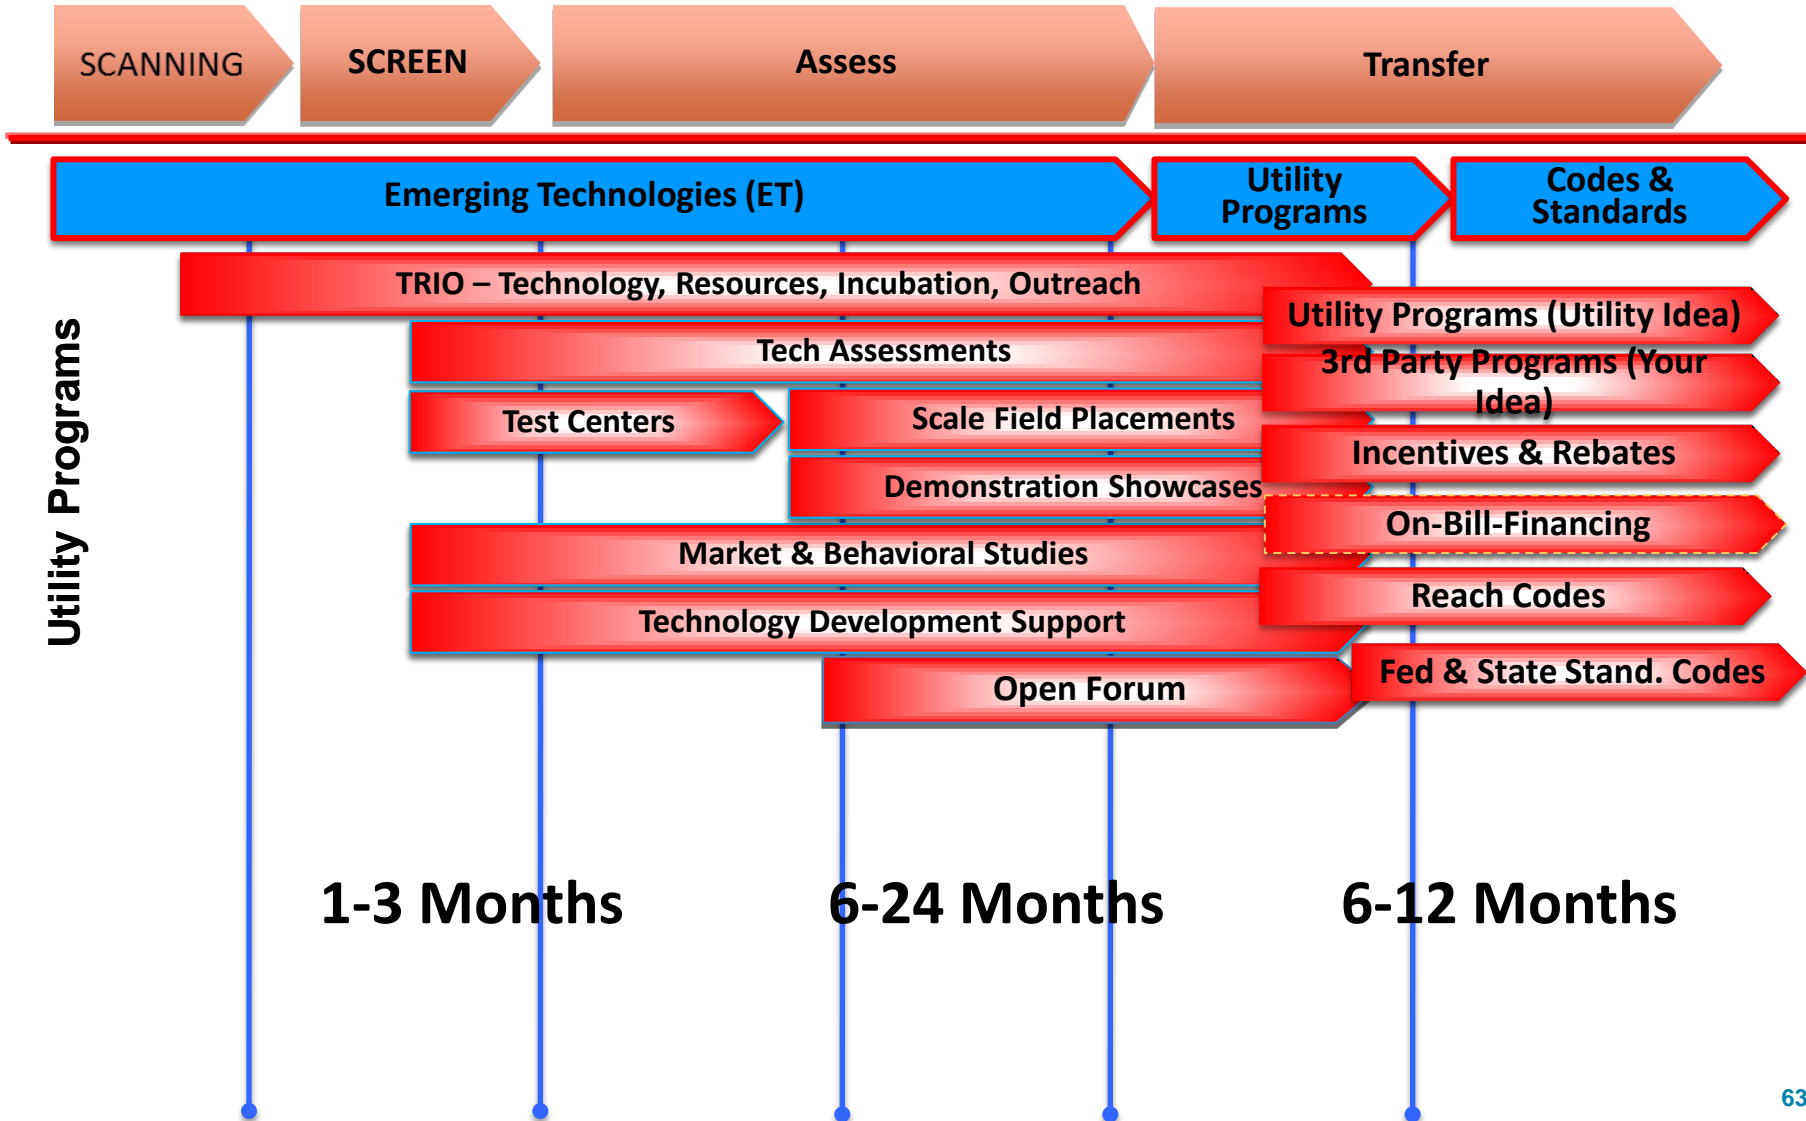 SCANNING
SCREEN
Assess
Transfer
Emerging Technologies (ET)
Utility
Programs
Codes &
Standards
Utility Programs
TRIO – Technology, Resources, Incubation, Outreach
Utility Programs (Utility Idea)
Tech Assessments
3rd Party Programs (Your
Idea)
Test Centers
Scale Field Placements
Incentives & Rebates
Demonstration Showcases
On-Bill-Financing
Market & Behavioral Studies
Reach Codes
Technology Development Support
Fed & State Stand. Codes
Open Forum
1-3 Months
6-24 Months
6-12 Months
63